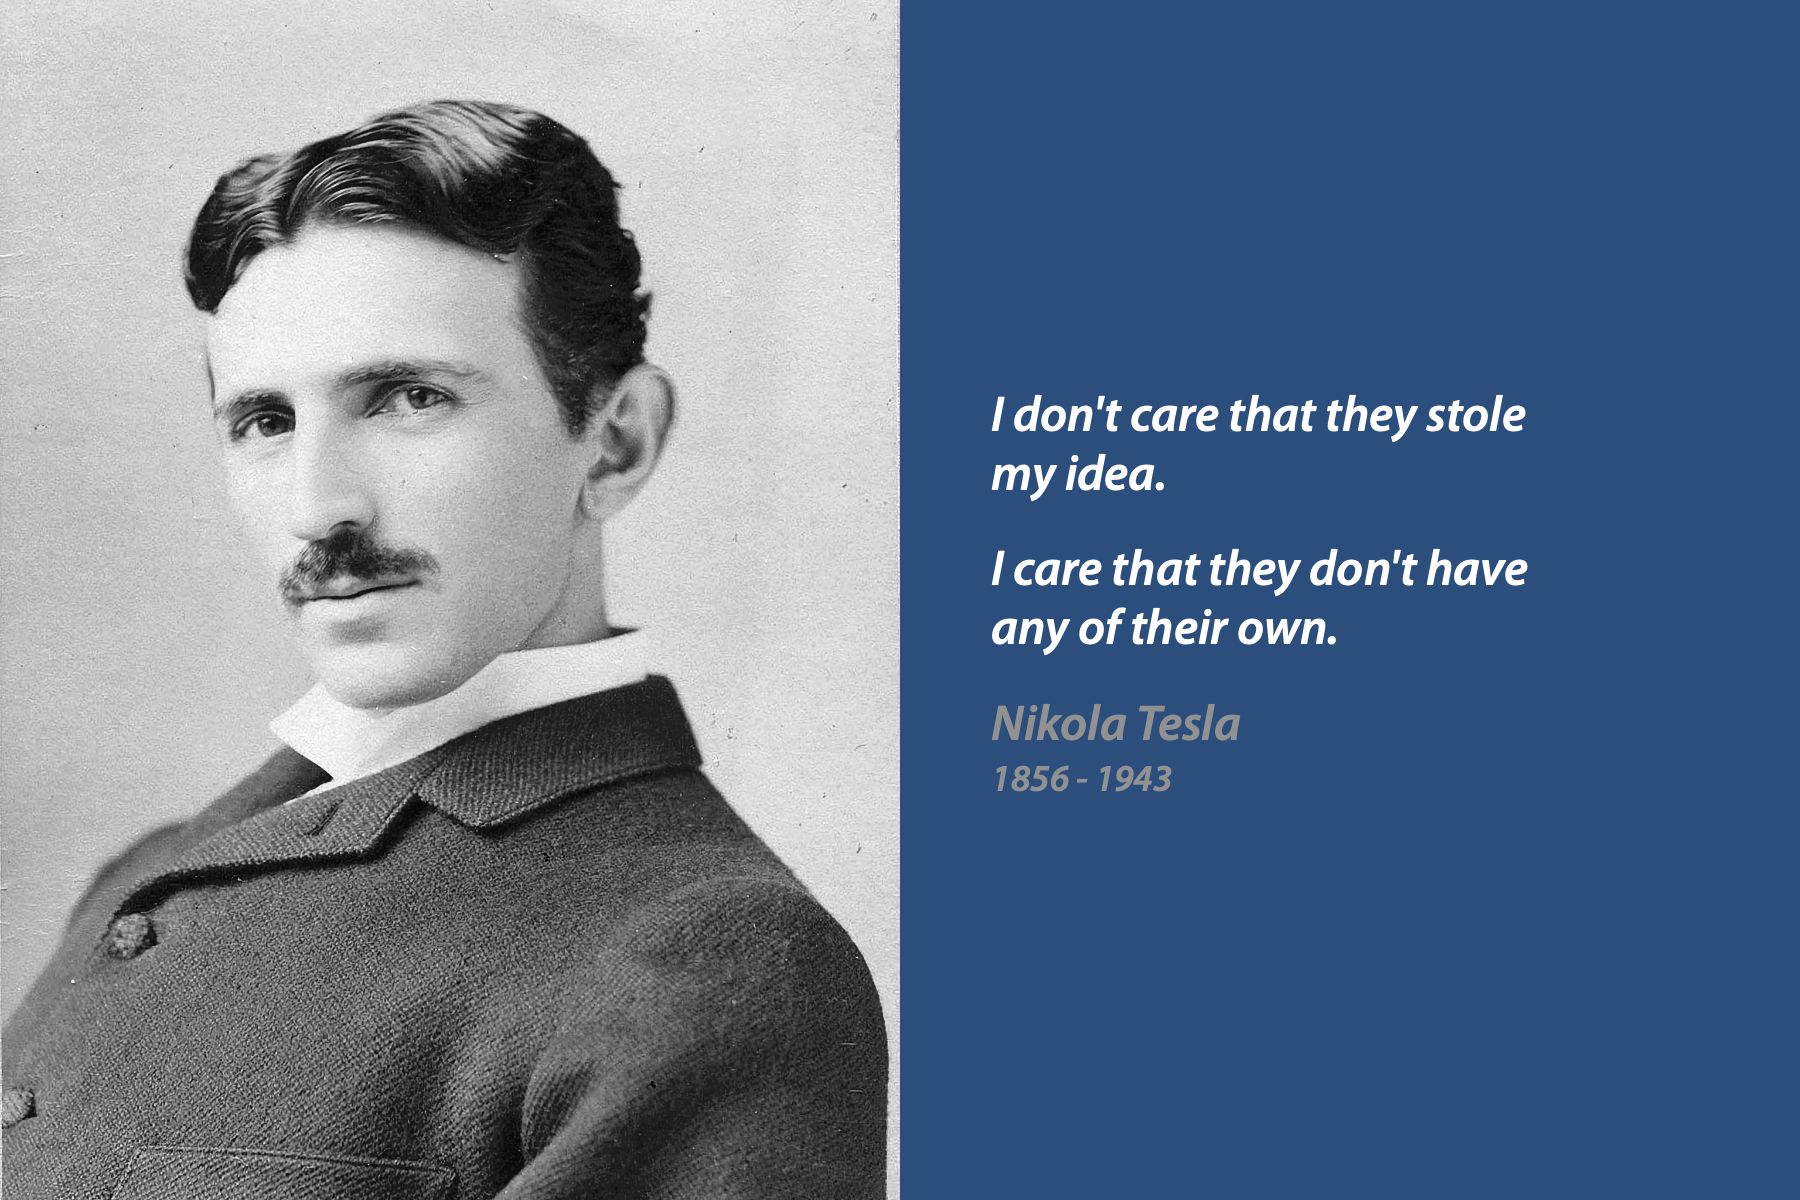 I don't care that they stole
my idea.
I care that they don't have
any of their own.
Nikola Tesla
1856 - 1943